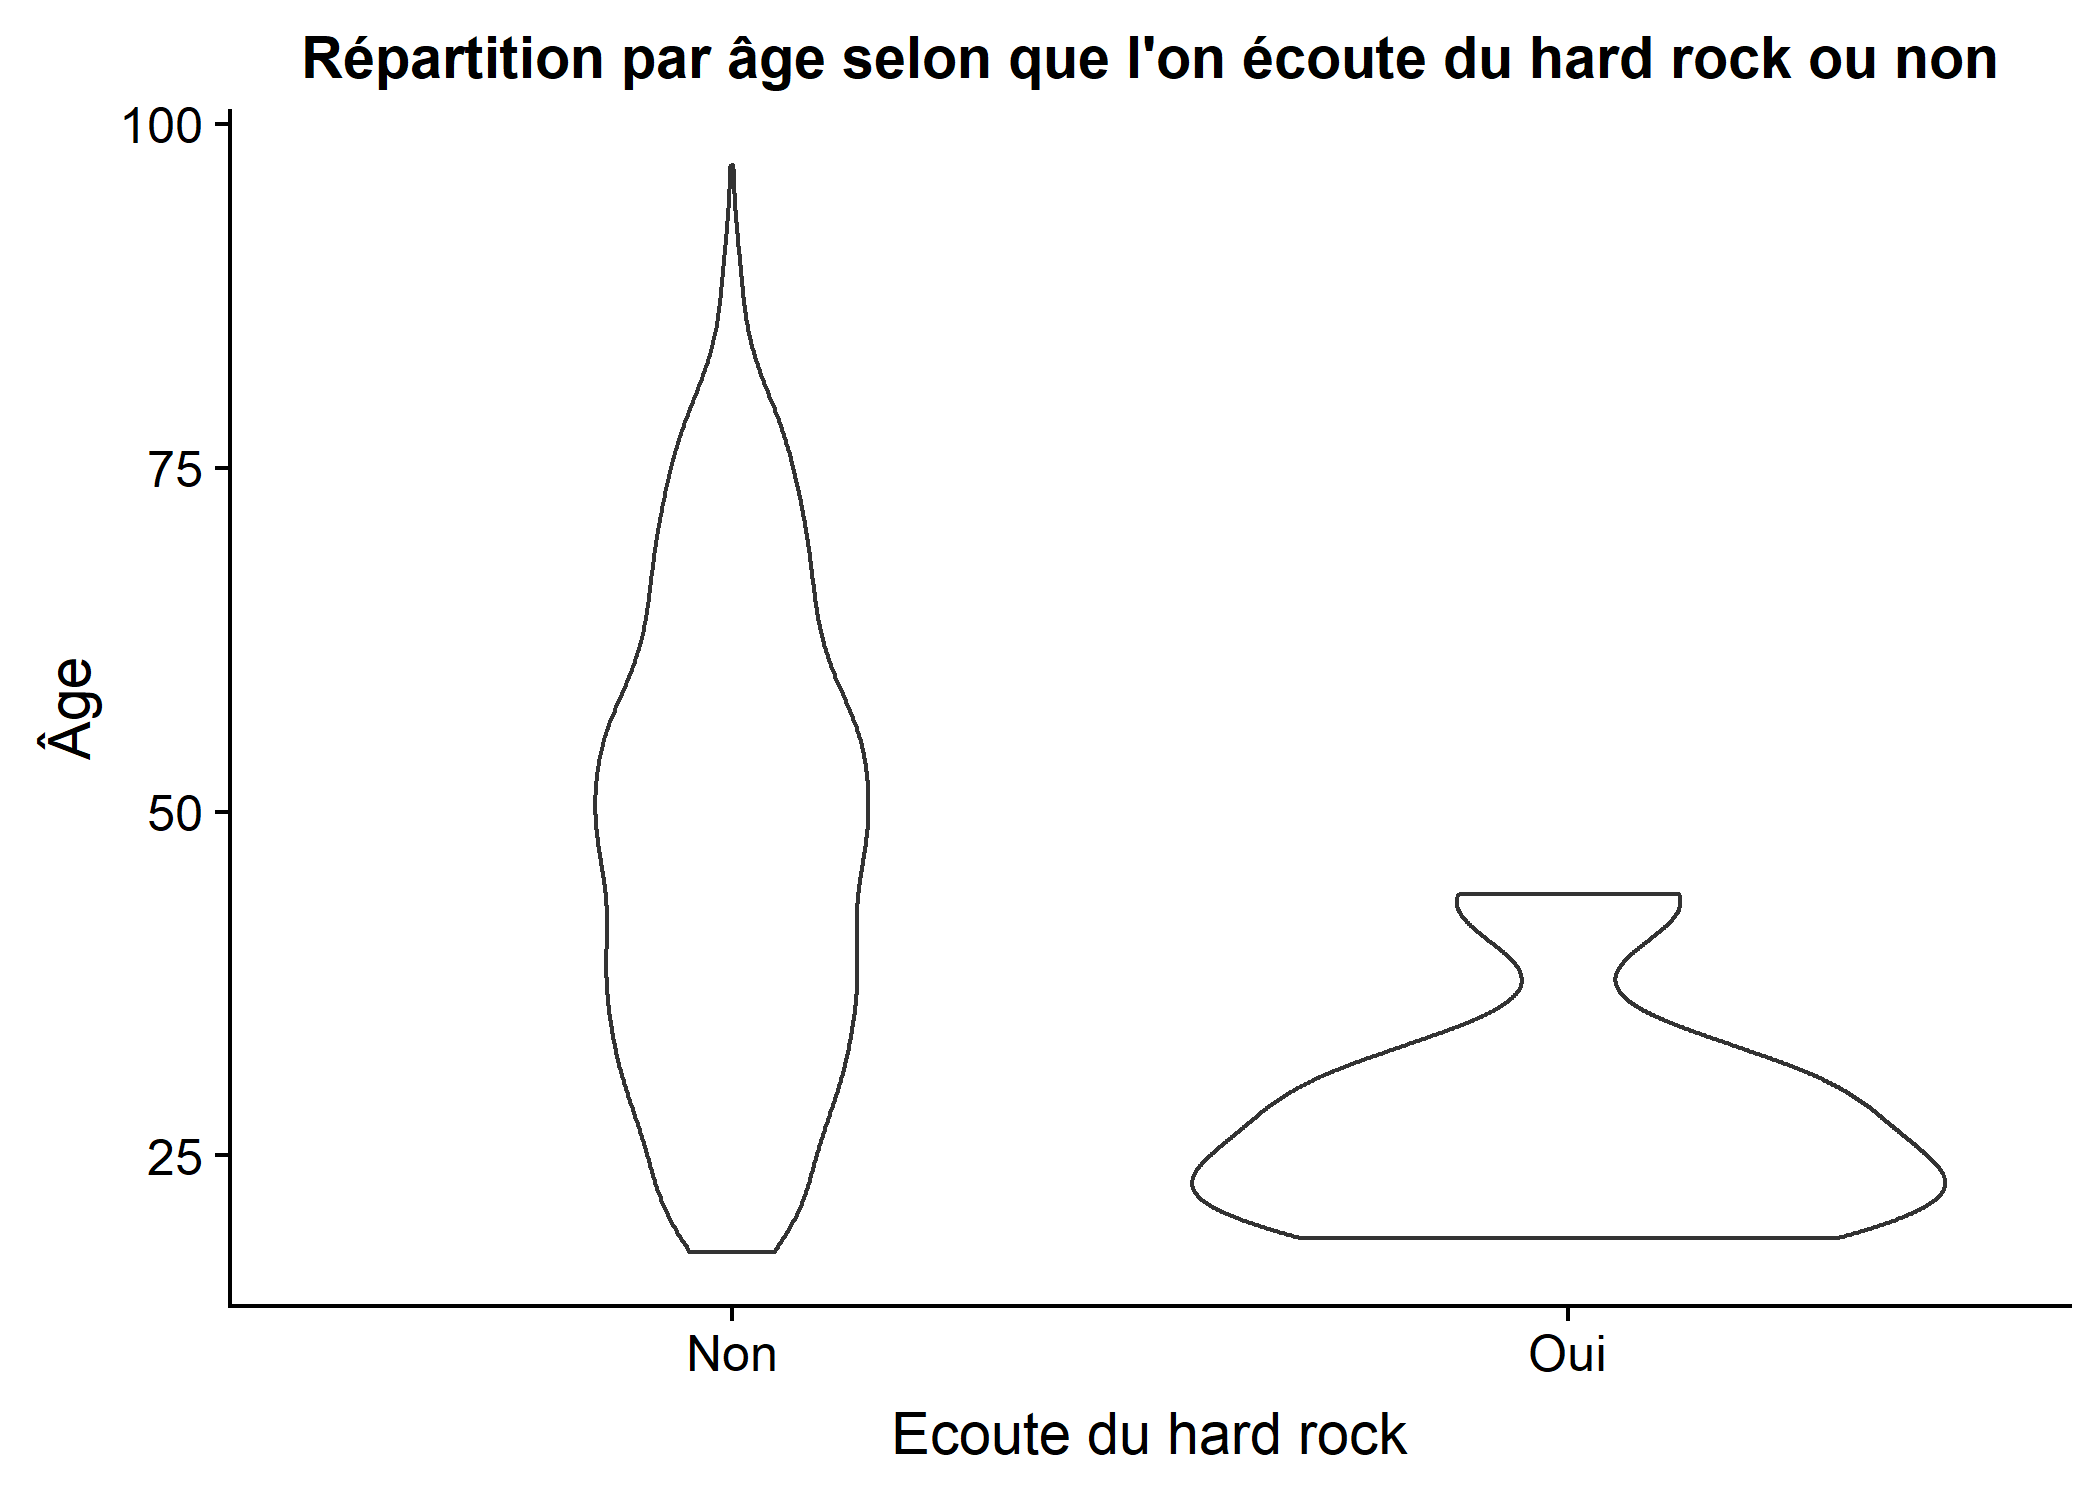 Répartition par âge selon que l'on écoute du hard rock ou non
100
75
50
25
Âge
Non
Oui
Ecoute du hard rock